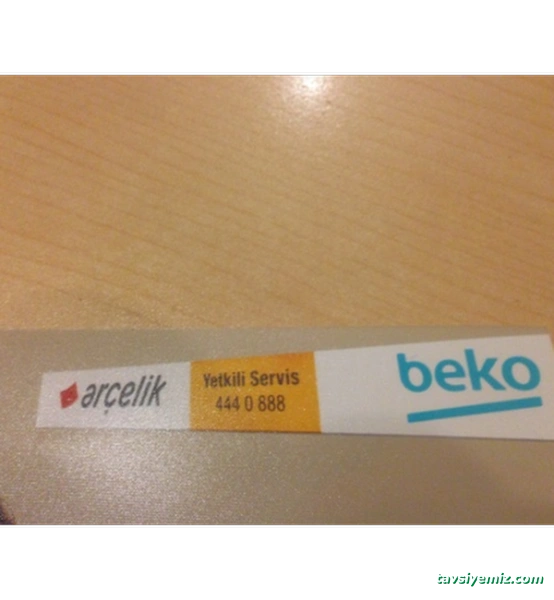 arçelik
Yetkili Servis
444 0 888
beko
tavsiyemiz.com